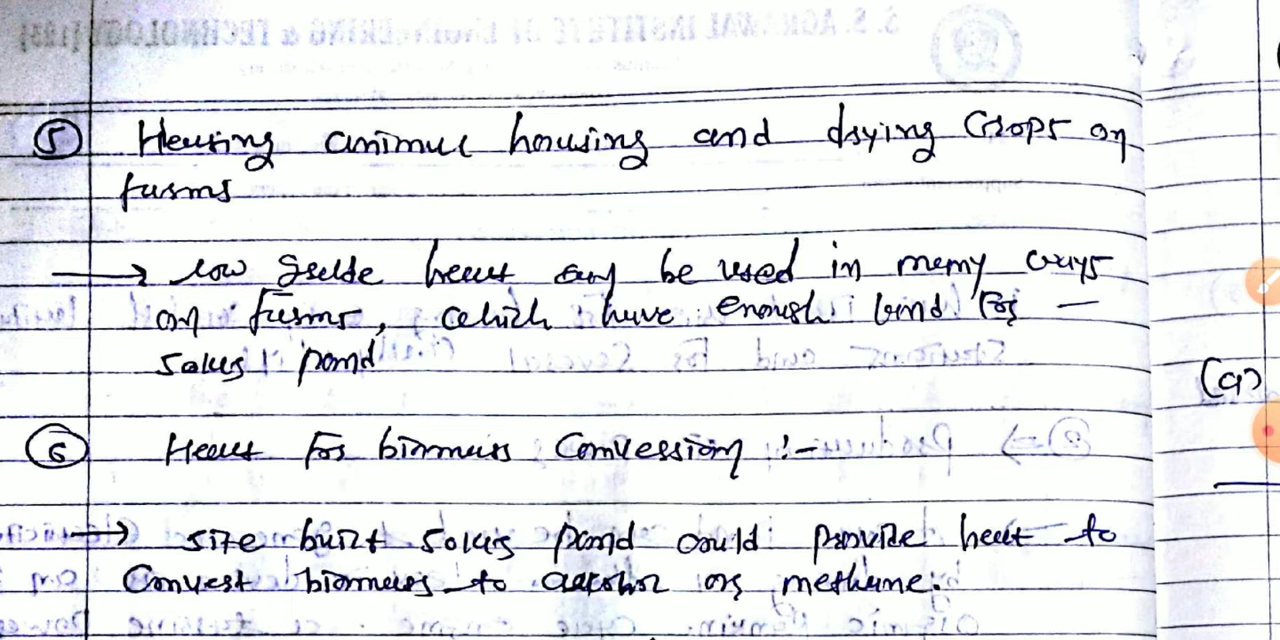 ⑤ Heating animal housing and drying Crops on
farms
→ low grade heat may be used in many ways
on farms, which have enough land for —
solar pond
⑥ Heat for biomass Conversion :-
→ site built solar pond could provide heat to
Convert biomass to alcohol or methane.
(a)